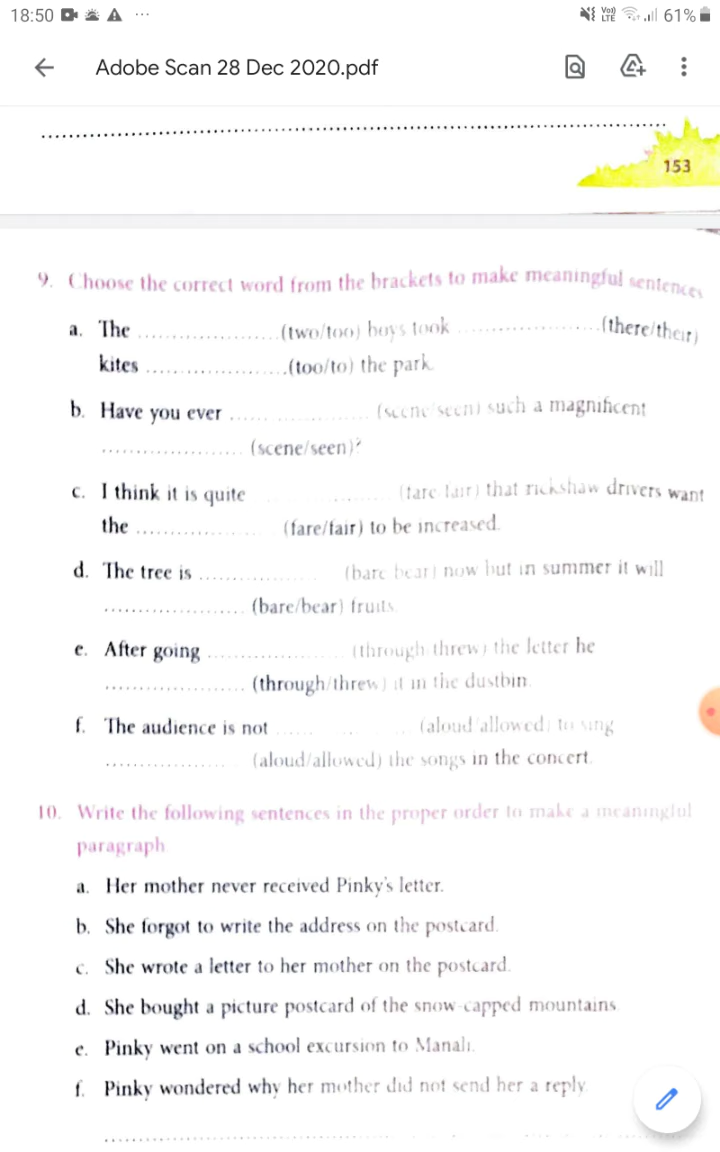 18:50 ...
Vo)) LTE 61%
Adobe Scan 28 Dec 2020.pdf
153
9. Choose the correct word from the brackets to make meaningful sentences
a. The ....................(two/too) boys took ....................(there/their)
kites ....................(too/to) the park.
b. Have you ever .................... (scene/seen) such a magnificent
.................... (scene/seen)?
c. I think it is quite .................... (fare/fair) that rickshaw drivers want
the .................... (fare/fair) to be increased.
d. The tree is .................... (bare/bear) now but in summer it will
.................... (bare/bear) fruits.
e. After going .................... (through/threw) the letter he
.................... (through/threw) it in the dustbin.
f. The audience is not .................... (aloud/allowed) to sing
.................... (aloud/allowed) the songs in the concert.
10. Write the following sentences in the proper order to make a meaningful
paragraph
a. Her mother never received Pinky's letter.
b. She forgot to write the address on the postcard.
c. She wrote a letter to her mother on the postcard.
d. She bought a picture postcard of the snow-capped mountains.
e. Pinky went on a school excursion to Manali.
f. Pinky wondered why her mother did not send her a reply.